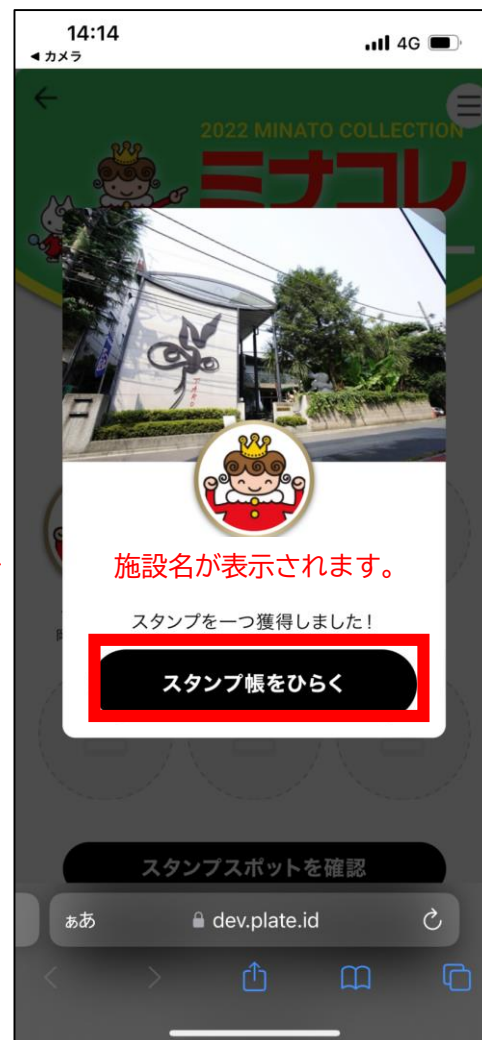 14:14
◀ カメラ
4G
2022 MINATO COLLECTION
ミナコレ
施設名が表示されます。
スタンプを一つ獲得しました！
スタンプ帳をひらく
スタンプスポットを確認
ぁあ
dev.plate.id